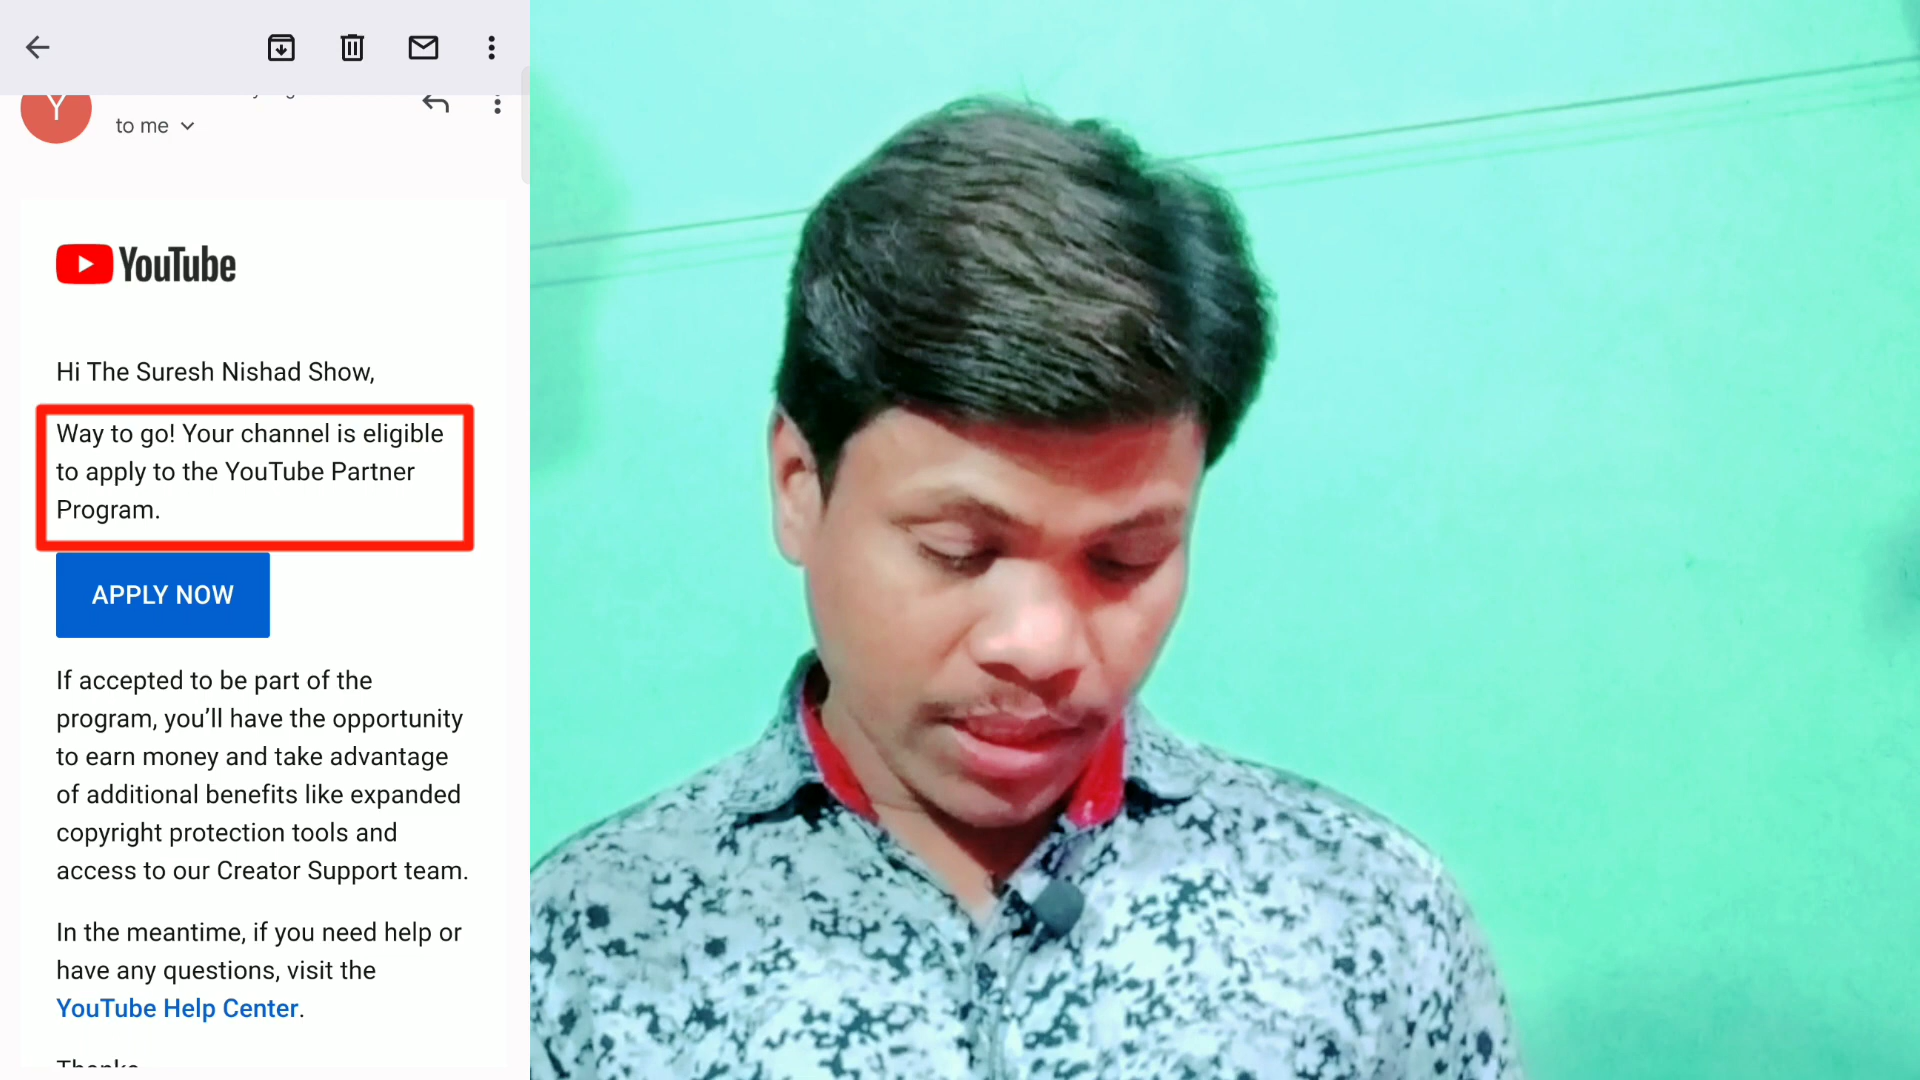 Y
to me
YouTube
Hi The Suresh Nishad Show,
Way to go! Your channel is eligible
to apply to the YouTube Partner
Program.
APPLY NOW
If accepted to be part of the
program, you’ll have the opportunity
to earn money and take advantage
of additional benefits like expanded
copyright protection tools and
access to our Creator Support team.
In the meantime, if you need help or
have any questions, visit the
YouTube Help Center.
Thanks